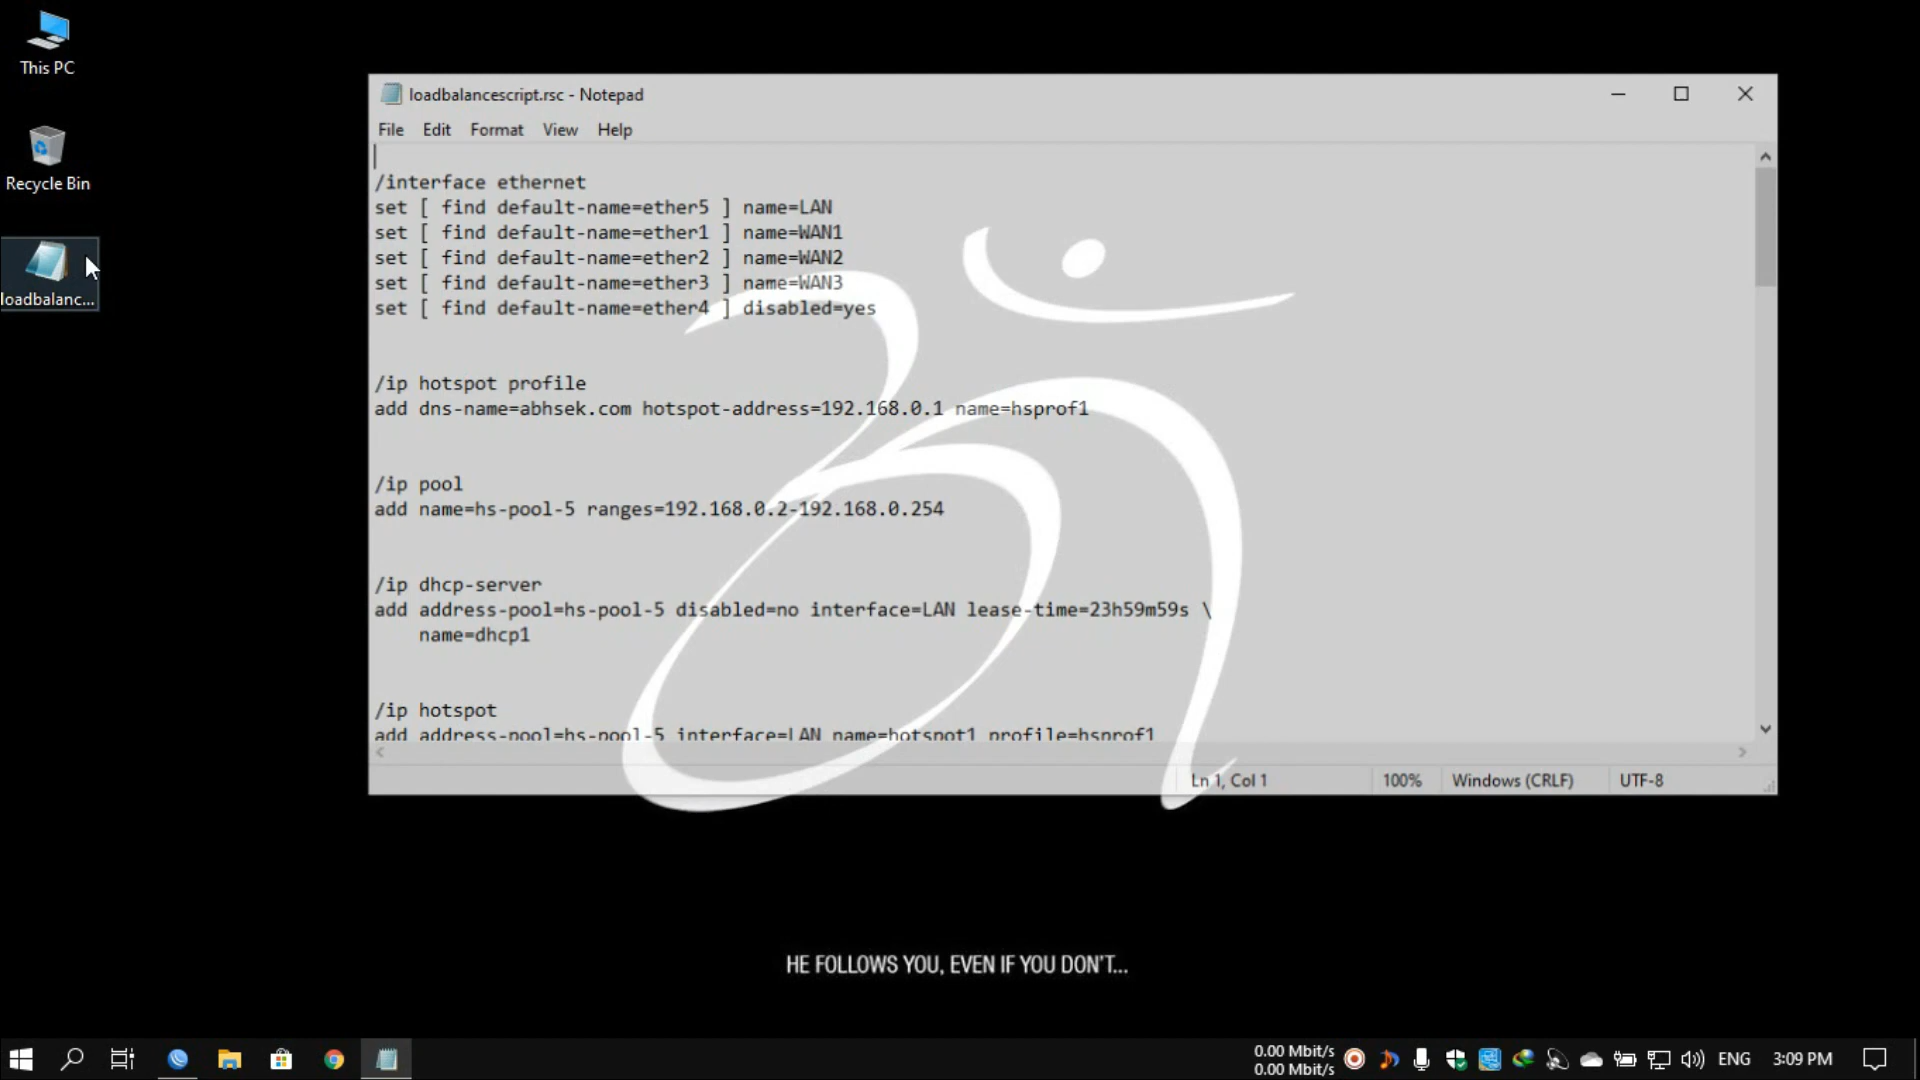 This PC
Recycle Bin
loadbalanc...
loadbalancescript.rsc - Notepad
File Edit Format View Help
/interface ethernet
set [ find default-name=ether5 ] name=LAN
set [ find default-name=ether1 ] name=WAN1
set [ find default-name=ether2 ] name=WAN2
set [ find default-name=ether3 ] name=WAN3
set [ find default-name=ether4 ] disabled=yes
/ip hotspot profile
add dns-name=abhsek.com hotspot-address=192.168.0.1 name=hsprof1
/ip pool
add name=hs-pool-5 ranges=192.168.0.2-192.168.0.254
/ip dhcp-server
add address-pool=hs-pool-5 disabled=no interface=LAN lease-time=23h59m59s \
name=dhcp1
/ip hotspot
add address-pool=hs-pool-5 interface=LAN name=hotspot1 profile=hsprof1
Ln 1, Col 1 100% Windows (CRLF) UTF-8
HE FOLLOWS YOU, EVEN IF YOU DON'T...
0.00 Mbit/s
0.00 Mbit/s
ENG 3:09 PM